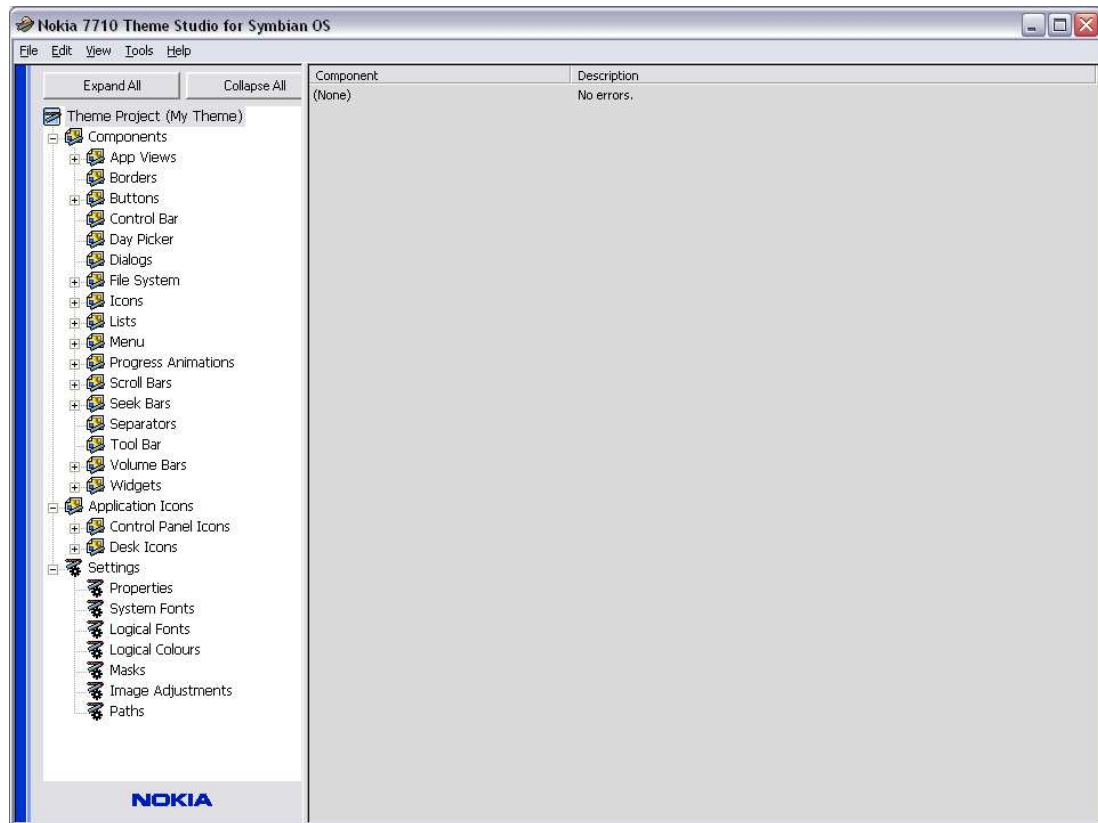 Nokia 7710 Theme Studio for Symbian OS
File Edit View Tools Help
Expand All Collapse All
Component Description
(None) No errors.
Theme Project (My Theme)
Components
App Views
Borders
Buttons
Control Bar
Day Picker
Dialogs
File System
Icons
Lists
Menu
Progress Animations
Scroll Bars
Seek Bars
Separators
Tool Bar
Volume Bars
Widgets
Application Icons
Control Panel Icons
Desk Icons
Settings
Properties
System Fonts
Logical Fonts
Logical Colours
Masks
Image Adjustments
Paths
NOKIA